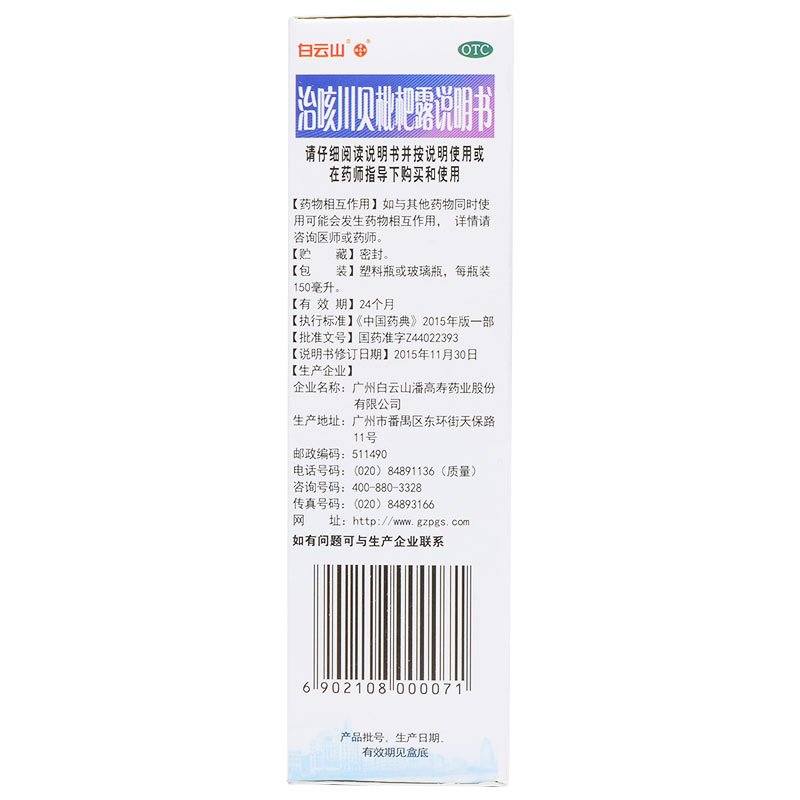 白云山® ®
OTC
治咳川贝枇杷露说明书
请仔细阅读说明书并按说明使用或
在药师指导下购买和使用
【药物相互作用】如与其他药物同时使
用可能会发生药物相互作用，详情请
咨询医师或药师。
【贮 藏】密封。
【包 装】塑料瓶或玻璃瓶，每瓶装
150毫升。
【有 效 期】24个月
【执行标准】《中国药典》2015年版一部
【批准文号】国药准字Z44022393
【说明书修订日期】2015年11月30日
【生产企业】
企业名称：广州白云山潘高寿药业股份
有限公司
生产地址：广州市番禺区东环街天保路
11号
邮政编码：511490
电话号码：(020) 84891136（质量）
咨询号码：400-880-3328
传真号码：(020) 84893166
网 址：http://www.gzpgs.com
如有问题可与生产企业联系
6 902108 000071
产品批号、生产日期、
有效期见盒底